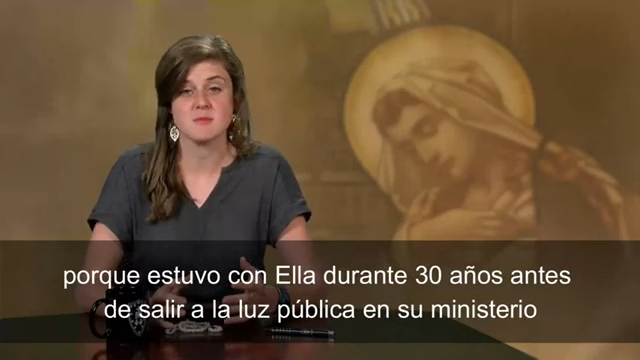 porque estuvo con Ella durante 30 años antes
de salir a la luz pública en su ministerio